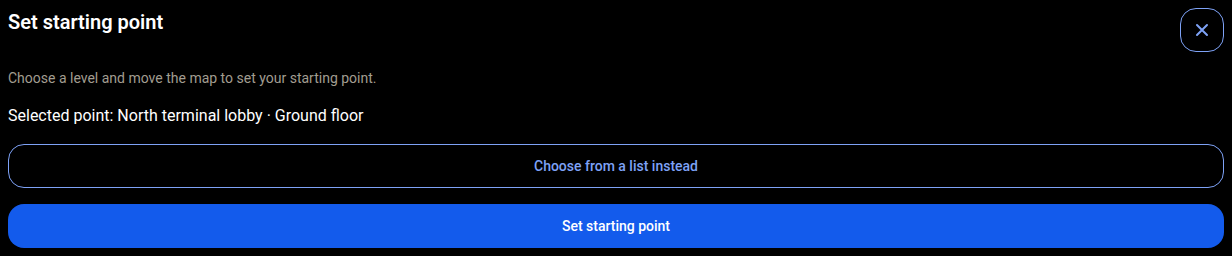 Set starting point
Choose a level and move the map to set your starting point.
Selected point: North terminal lobby · Ground floor
Choose from a list instead
Set starting point